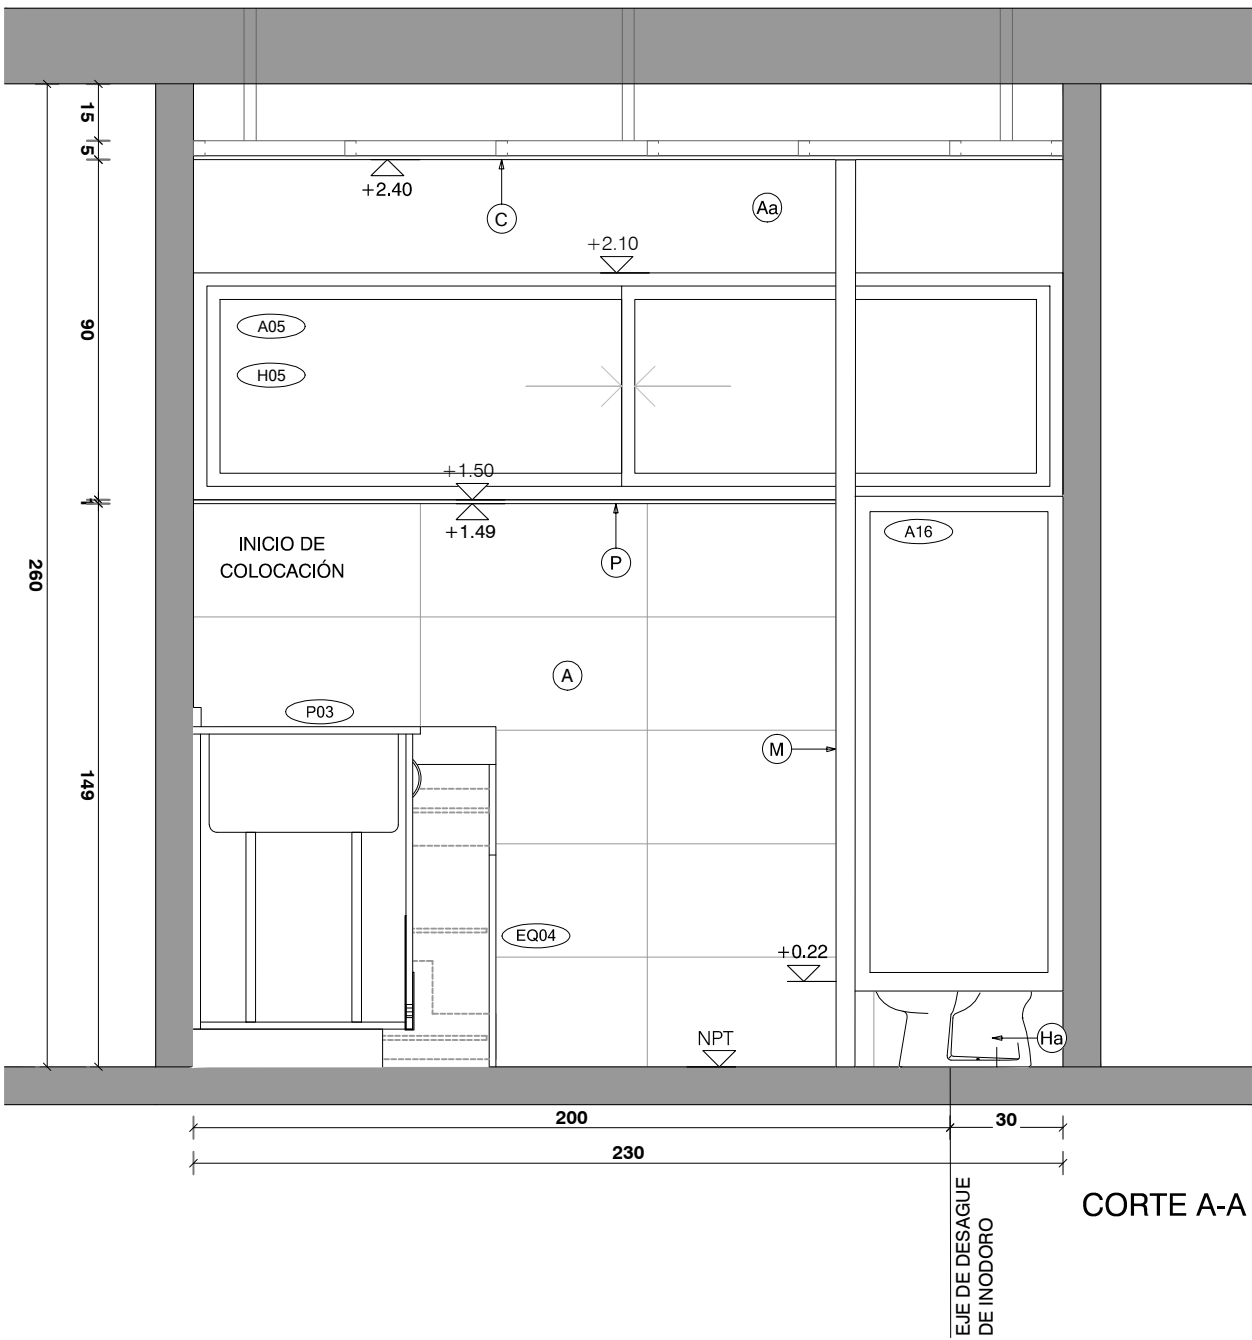 15
5
+2.40
C
Aa
+2.10
90
A05
H05
+1.50
1
+1.49
INICIO DE
COLOCACIÓN
P
A16
260
A
P03
M
149
EQ04
+0.22
NPT
Ha
200
30
230
EJE DE DESAGUE
DE INODORO
CORTE A-A